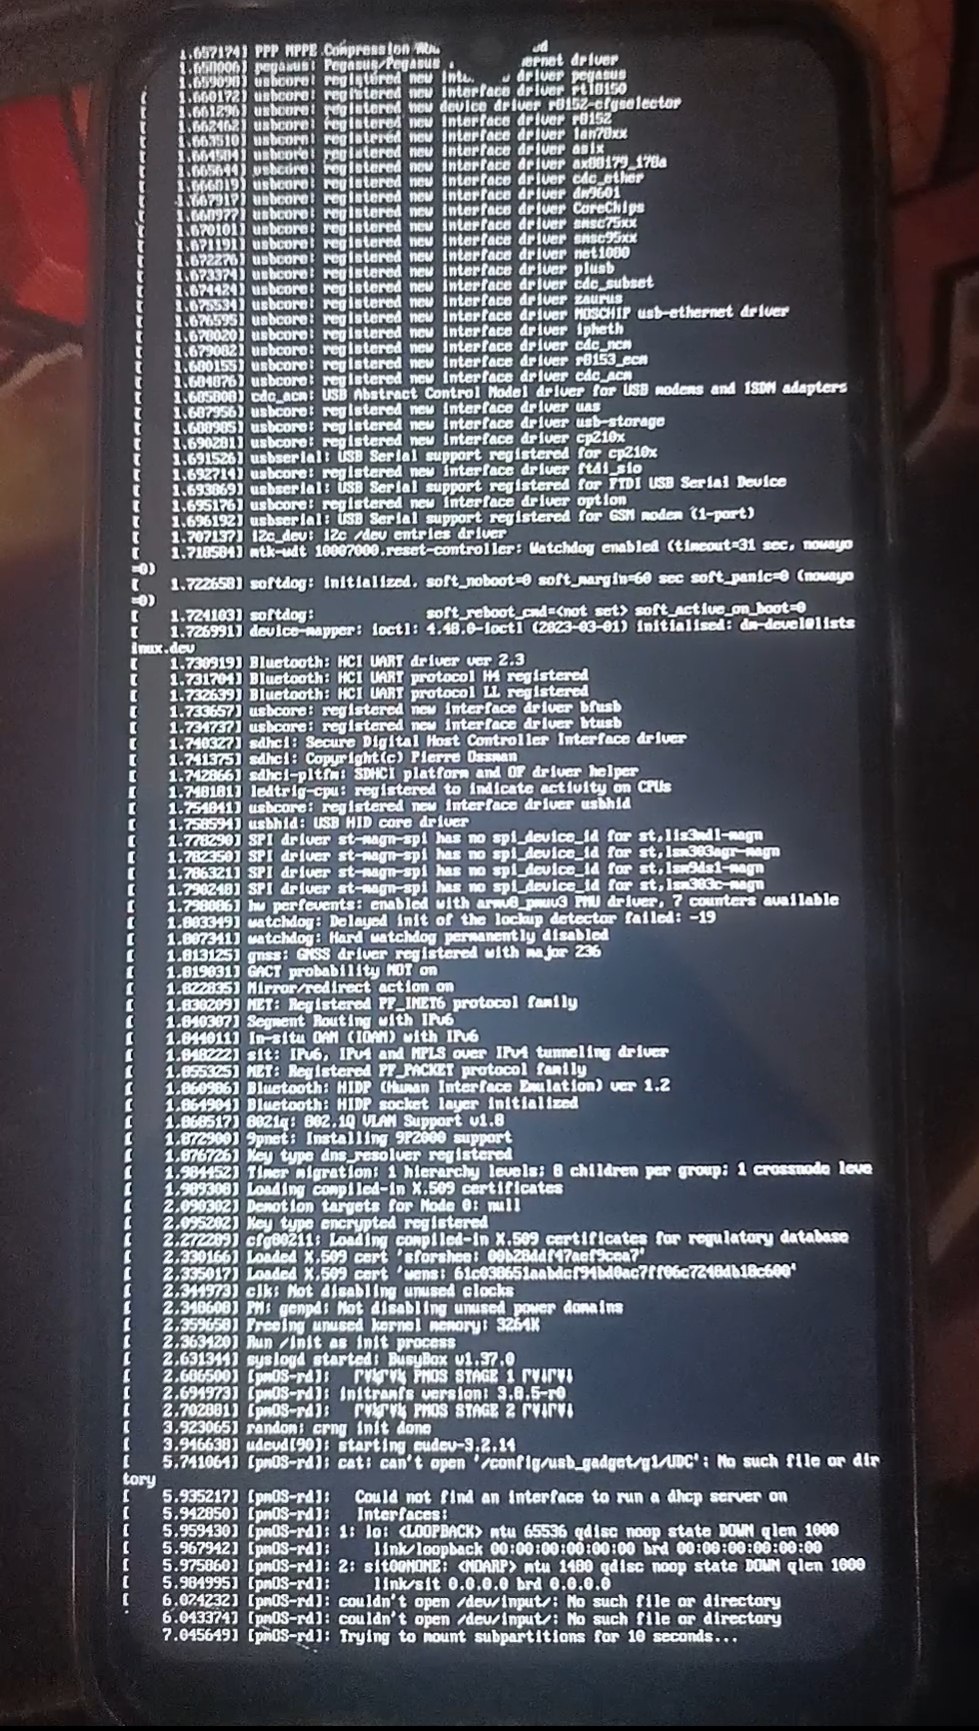 1.657174] PPP MPPE Compression
1.658006] pegasus: Pegasus/Pegasus ernet driver
1.659098] usbcore: registered new driver pegasus
[    1.660172] usbcore: registered new interface driver rtl8150
[    1.661296] usbcore: registered new device driver r8152-cfgselector
[    1.662462] usbcore: registered new interface driver r8152
[    1.663510] usbcore: registered new interface driver lan78xx
[    1.664584] usbcore: registered new interface driver asix
[    1.665644] usbcore: registered new interface driver ax88179_178a
[    1.666819] usbcore: registered new interface driver cdc_ether
[    1.667917] usbcore: registered new interface driver dm9601
[    1.668977] usbcore: registered new interface driver CoreChips
[    1.670101] usbcore: registered new interface driver smsc75xx
[    1.671191] usbcore: registered new interface driver smsc95xx
[    1.672276] usbcore: registered new interface driver net1080
[    1.673374] usbcore: registered new interface driver plusb
[    1.674424] usbcore: registered new interface driver cdc_subset
[    1.675534] usbcore: registered new interface driver zaurus
[    1.676595] usbcore: registered new interface driver MOSCHIP usb-ethernet driver
[    1.678020] usbcore: registered new interface driver ipheth
[    1.679082] usbcore: registered new interface driver cdc_ncm
[    1.680155] usbcore: registered new interface driver r8153_ecm
[    1.684876] usbcore: registered new interface driver cdc_acm
[    1.685808] cdc_acm: USB Abstract Control Model driver for USB modems and ISDN adapters
[    1.687956] usbcore: registered new interface driver uas
[    1.688985] usbcore: registered new interface driver usb-storage
[    1.690281] usbcore: registered new interface driver cp210x
[    1.691526] usbserial: USB Serial support registered for cp210x
[    1.692714] usbcore: registered new interface driver ftdi_sio
[    1.693869] usbserial: USB Serial support registered for FTDI USB Serial Device
[    1.695176] usbcore: registered new interface driver option
[    1.696192] usbserial: USB Serial support registered for GSM modem (1-port)
[    1.707137] i2c_dev: i2c /dev entries driver
[    1.718584] mtk-wdt 10007000.reset-controller: Watchdog enabled (timeout=31 sec, nowayo
=0)
[    1.722658] softdog: initialized. soft_noboot=0 soft_margin=60 sec soft_panic=0 (nowayo
=0)
[    1.724103] softdog:             soft_reboot_cmd=<not set> soft_active_on_boot=0
[    1.726991] device-mapper: ioctl: 4.48.0-ioctl (2023-03-01) initialised: dm-devel@lists
inux.dev
[    1.730919] Bluetooth: HCI UART driver ver 2.3
[    1.731704] Bluetooth: HCI UART protocol H4 registered
[    1.732639] Bluetooth: HCI UART protocol LL registered
[    1.733657] usbcore: registered new interface driver bfusb
[    1.734737] usbcore: registered new interface driver btusb
[    1.740327] sdhci: Secure Digital Host Controller Interface driver
[    1.741375] sdhci: Copyright(c) Pierre Ossman
[    1.742866] sdhci-pltfm: SDHCI platform and OF driver helper
[    1.748181] ledtrig-cpu: registered to indicate activity on CPUs
[    1.754841] usbcore: registered new interface driver usbhid
[    1.758594] usbhid: USB HID core driver
[    1.778290] SPI driver st-magn-spi has no spi_device_id for st,lis3mdl-magn
[    1.782350] SPI driver st-magn-spi has no spi_device_id for st,lsm303agr-magn
[    1.786321] SPI driver st-magn-spi has no spi_device_id for st,lsm9ds1-magn
[    1.790248] SPI driver st-magn-spi has no spi_device_id for st,lsm303c-magn
[    1.798086] hw perfevents: enabled with armv8_pmuv3 PMU driver, 7 counters available
[    1.803349] watchdog: Delayed init of the lockup detector failed: -19
[    1.807341] watchdog: Hard watchdog permanently disabled
[    1.813125] gnss: GNSS driver registered with major 236
[    1.819031] GACT probability NOT on
[    1.822835] Mirror/redirect action on
[    1.830209] NET: Registered PF_INET6 protocol family
[    1.840307] Segment Routing with IPv6
[    1.844011] In-situ OAM (IOAM) with IPv6
[    1.848222] sit: IPv6, IPv4 and MPLS over IPv4 tunneling driver
[    1.855325] NET: Registered PF_PACKET protocol family
[    1.860986] Bluetooth: HIDP (Human Interface Emulation) ver 1.2
[    1.864904] Bluetooth: HIDP socket layer initialized
[    1.868517] 8021q: 802.1Q VLAN Support v1.8
[    1.872900] 9pnet: Installing 9P2000 support
[    1.876726] Key type dns_resolver registered
[    1.984452] Timer migration: 1 hierarchy levels; 8 children per group; 1 crossnode leve
[    1.989308] Loading compiled-in X.509 certificates
[    2.090302] Demotion targets for Node 0: null
[    2.095202] Key type encrypted registered
[    2.272289] cfg80211: Loading compiled-in X.509 certificates for regulatory database
[    2.330166] Loaded X.509 cert 'sforshee: 00b28ddf47aef9cea7'
[    2.335017] Loaded X.509 cert 'wens: 61c038651aabdcf94bd0ac7ff06c7248db18c600'
[    2.344973] clk: Not disabling unused clocks
[    2.348608] PM: genpd: Not disabling unused power domains
[    2.359658] Freeing unused kernel memory: 3264K
[    2.363420] Run /init as init process
[    2.631344] syslogd started: BusyBox v1.37.0
[    2.686500] [pmOS-rd]: PMOS STAGE 1
[    2.694973] [pmOS-rd]: initramfs version: 3.8.5-r0
[    2.702881] [pmOS-rd]: PMOS STAGE 2
[    3.923065] random: crng init done
[    3.946638] udevd[90]: starting eudev-3.2.14
[    5.741064] [pmOS-rd]: cat: can't open '/config/usb_gadget/g1/UDC': No such file or dir
tory
[    5.935217] [pmOS-rd]:   Could not find an interface to run a dhcp server on
[    5.942850] [pmOS-rd]:   Interfaces:
[    5.959430] [pmOS-rd]: 1: lo: <LOOPBACK> mtu 65536 qdisc noop state DOWN qlen 1000
[    5.967942] [pmOS-rd]:     link/loopback 00:00:00:00:00:00 brd 00:00:00:00:00:00
[    5.975860] [pmOS-rd]: 2: sit0@NONE: <NOARP> mtu 1480 qdisc noop state DOWN qlen 1000
[    5.984995] [pmOS-rd]:     link/sit 0.0.0.0 brd 0.0.0.0
[    6.024232] [pmOS-rd]: couldn't open /dev/input/: No such file or directory
[    6.043374] [pmOS-rd]: couldn't open /dev/input/: No such file or directory
7.045649] [pmOS-rd]: Trying to mount subpartitions for 10 seconds...